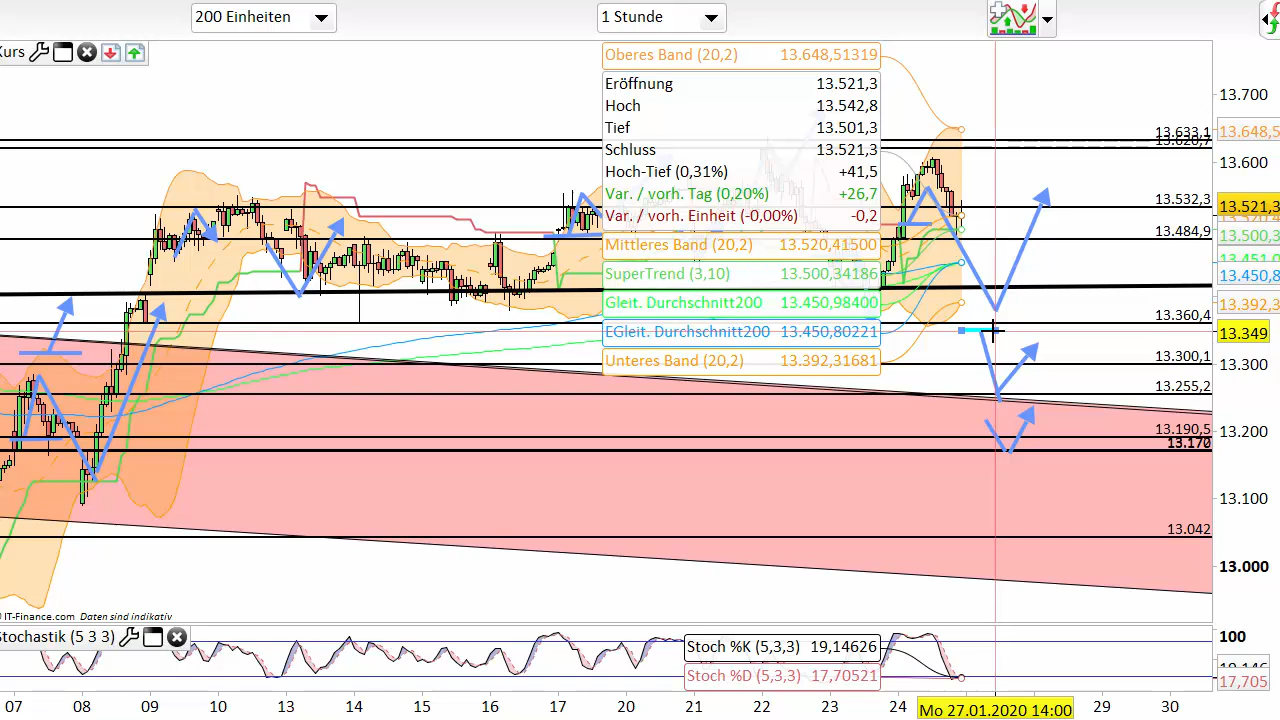 200 Einheiten
1 Stunde
Kurs
Oberes Band (20,2) 13.648,51319
Eröffnung 13.521,3
Hoch 13.542,8
Tief 13.501,3
Schluss 13.521,3
Hoch-Tief (0,31%) +41,5
Var. / vorh. Tag (0,20%) +26,7
Var. / vorh. Einheit (-0,00%) -0,2
Mittleres Band (20,2) 13.520,41500
SuperTrend (3,10) 13.500,34186
Gleit. Durchschnitt200 13.450,98400
EGleit. Durchschnitt200 13.450,80221
Unteres Band (20,2) 13.392,31681
13.633,1
13.532,3
13.484,9
13.360,4
13.300,1
13.255,2
13.190,5
13.170
13.042
13.700
13.648,5
13.600
13.521,3
13.500,3
13.450,8
13.392,3
13.349
13.300
13.200
13.100
13.000
© IT-Finance.com Daten sind indikativ
Stochastik (5 3 3)
Stoch %K (5,3,3) 19,14626
Stoch %D (5,3,3) 17,70521
100
17,705
07 08 09 10 13 14 15 16 17 20 21 22 23 24 Mo 27.01.2020 14:00 29 30